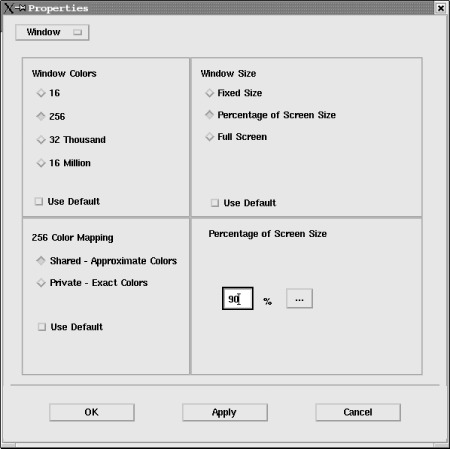 Properties
Window
Window Colors
16
256
32 Thousand
16 Million
Use Default
Window Size
Fixed Size
Percentage of Screen Size
Full Screen
Use Default
256 Color Mapping
Shared - Approximate Colors
Private - Exact Colors
Use Default
Percentage of Screen Size
90 % ...
OK Apply Cancel